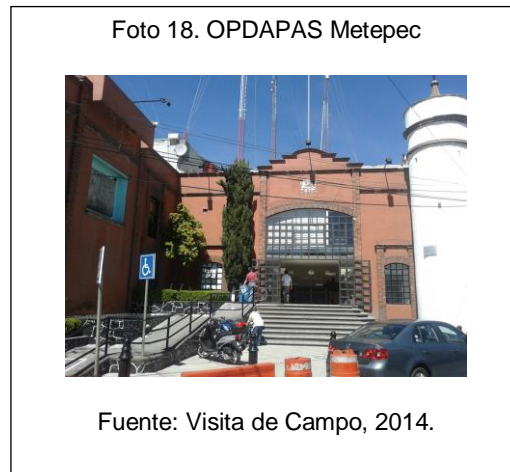 Foto 18. OPDAPAS Metepec
Fuente: Visita de Campo, 2014.